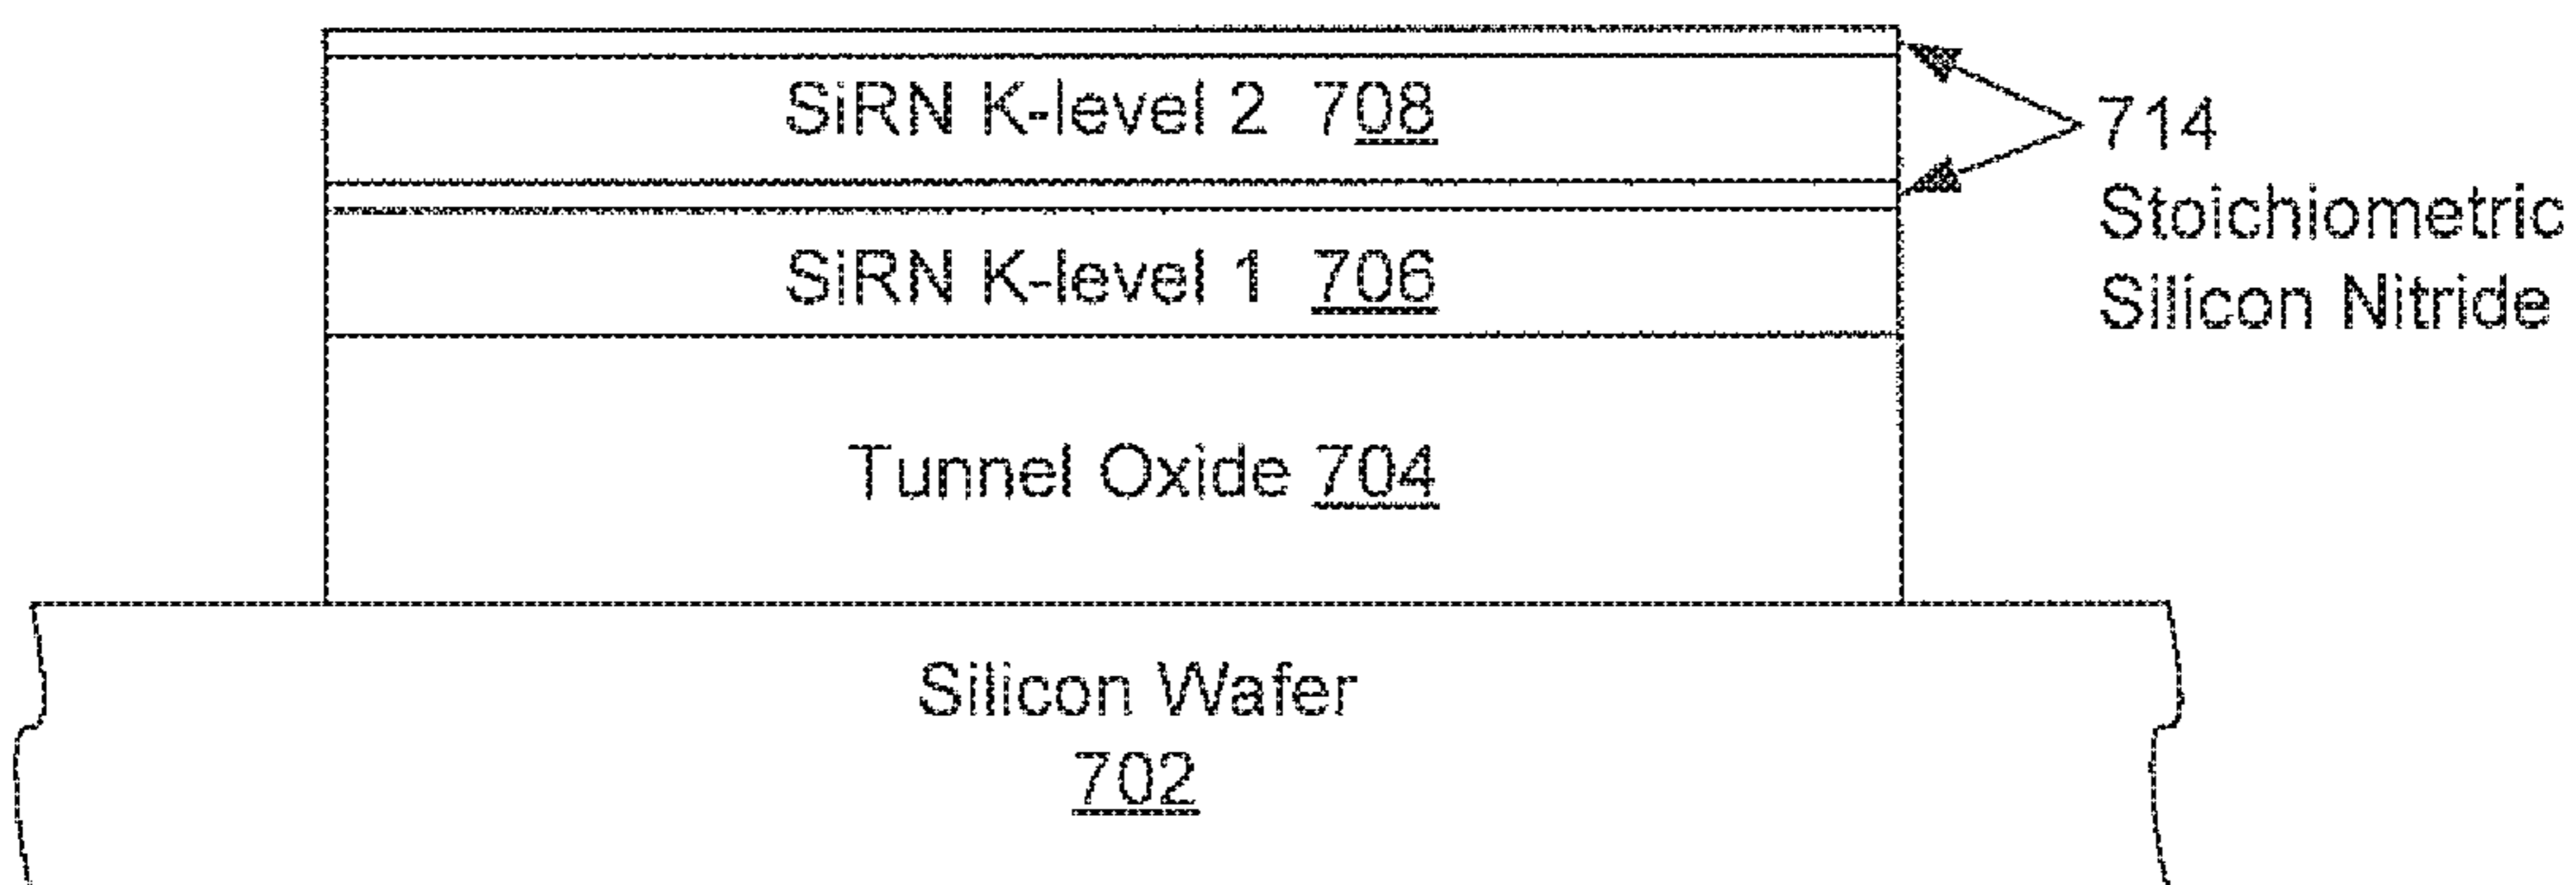 SiRN K-level 2 708
714
Stoichiometric
Silicon Nitride
SiRN K-level 1 706
Tunnel Oxide 704
Silicon Wafer
702